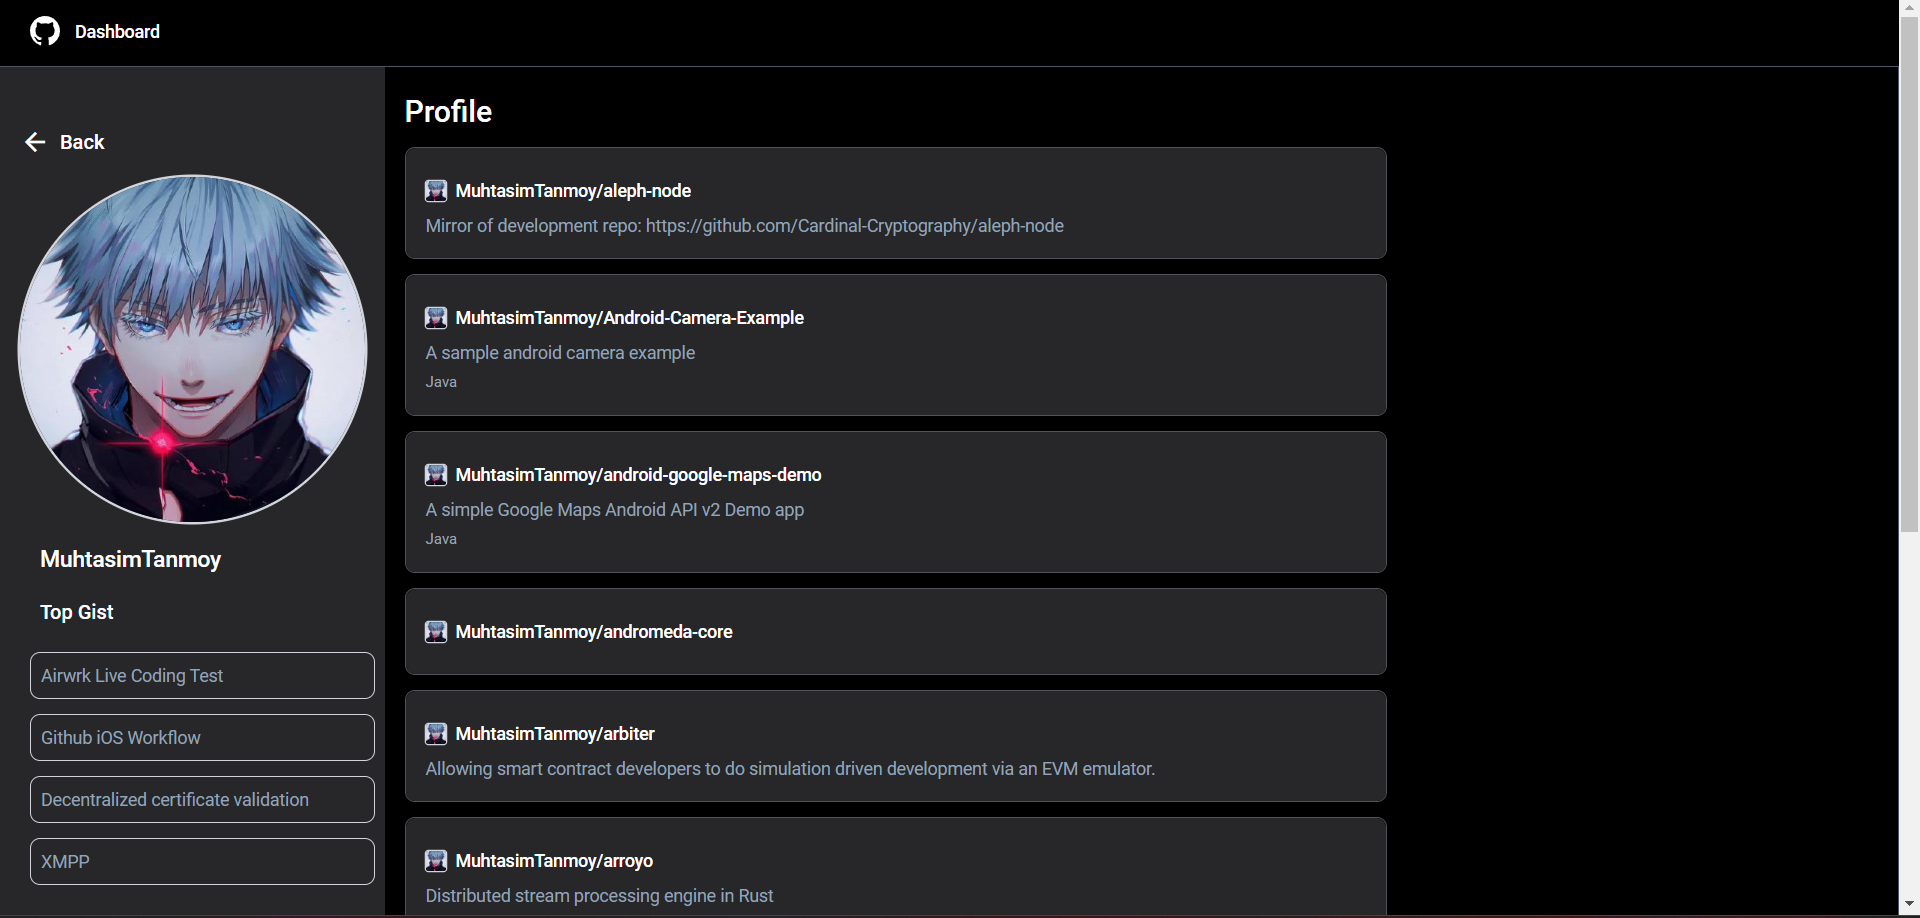 Dashboard
Back
MuhtasimTanmoy
Top Gist
Airwrk Live Coding Test
Github iOS Workflow
Decentralized certificate validation
XMPP
Profile
MuhtasimTanmoy/aleph-node
Mirror of development repo: https://github.com/Cardinal-Cryptography/aleph-node
MuhtasimTanmoy/Android-Camera-Example
A sample android camera example
Java
MuhtasimTanmoy/android-google-maps-demo
A simple Google Maps Android API v2 Demo app
Java
MuhtasimTanmoy/andromeda-core
MuhtasimTanmoy/arbiter
Allowing smart contract developers to do simulation driven development via an EVM emulator.
MuhtasimTanmoy/arroyo
Distributed stream processing engine in Rust